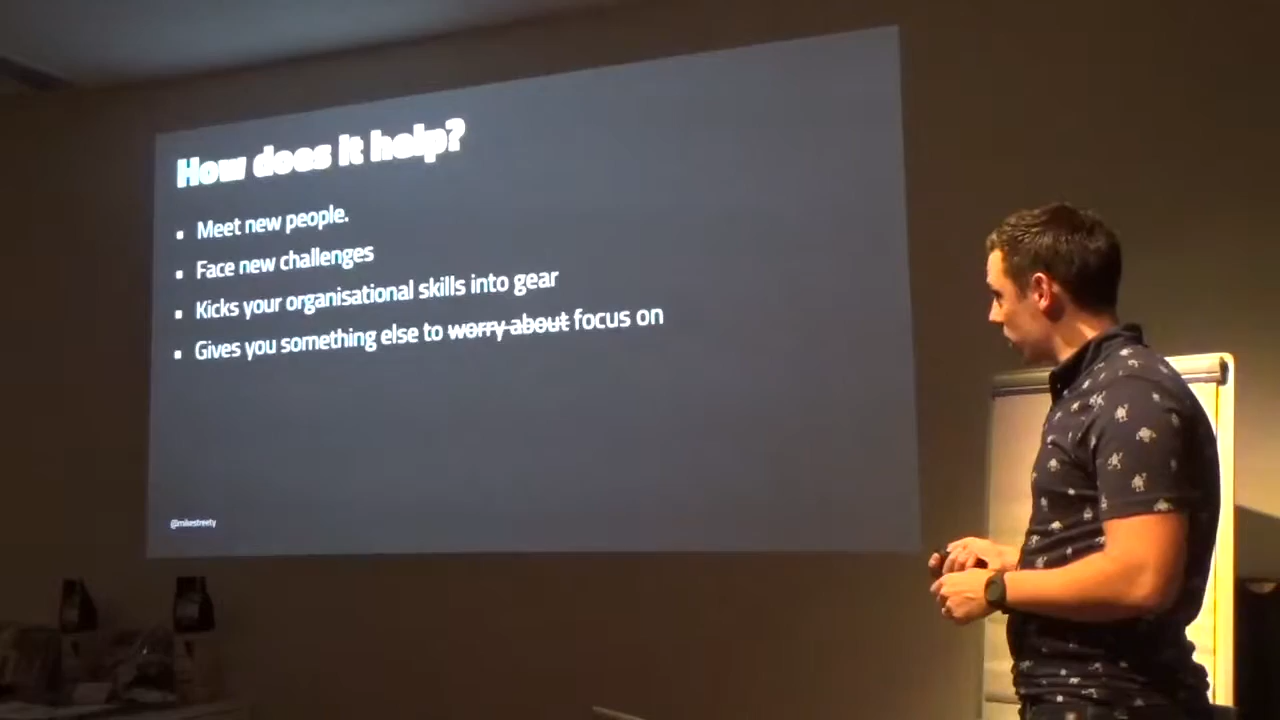 How does it help?
Meet new people.
Face new challenges
Kicks your organisational skills into gear
Gives you something else to worry about focus on
@mikestreety